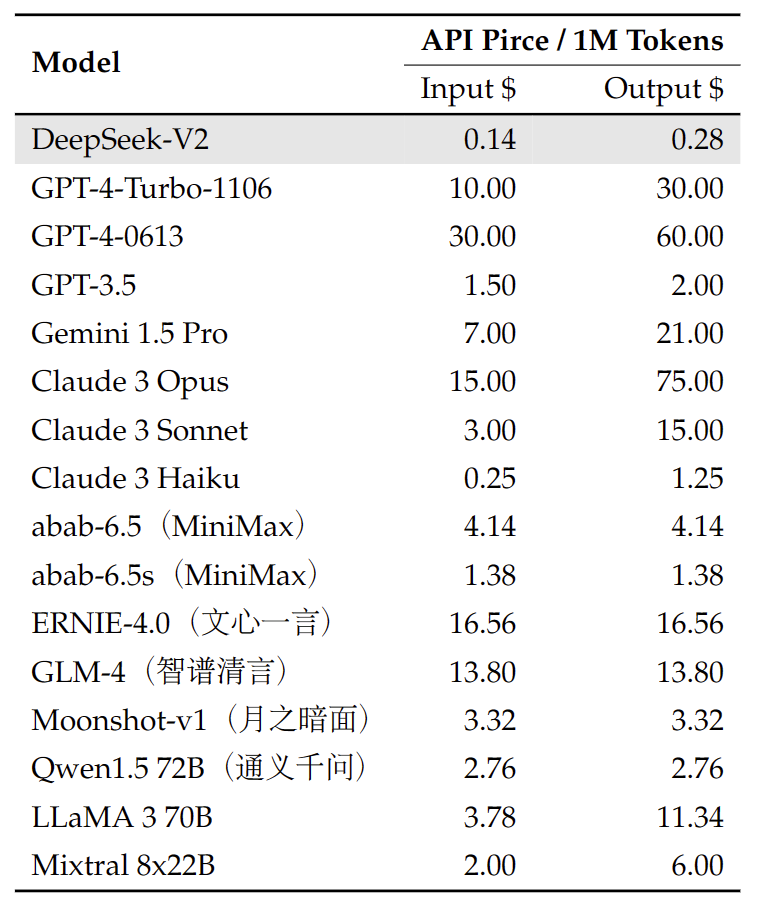 Model API Pirce / 1M Tokens
Input $ Output $
DeepSeek-V2 0.14 0.28
GPT-4-Turbo-1106 10.00 30.00
GPT-4-0613 30.00 60.00
GPT-3.5 1.50 2.00
Gemini 1.5 Pro 7.00 21.00
Claude 3 Opus 15.00 75.00
Claude 3 Sonnet 3.00 15.00
Claude 3 Haiku 0.25 1.25
abab-6.5（MiniMax） 4.14 4.14
abab-6.5s（MiniMax） 1.38 1.38
ERNIE-4.0（文心一言） 16.56 16.56
GLM-4（智谱清言） 13.80 13.80
Moonshot-v1（月之暗面） 3.32 3.32
Qwen1.5 72B（通义千问） 2.76 2.76
LLaMA 3 70B 3.78 11.34
Mixtral 8x22B 2.00 6.00